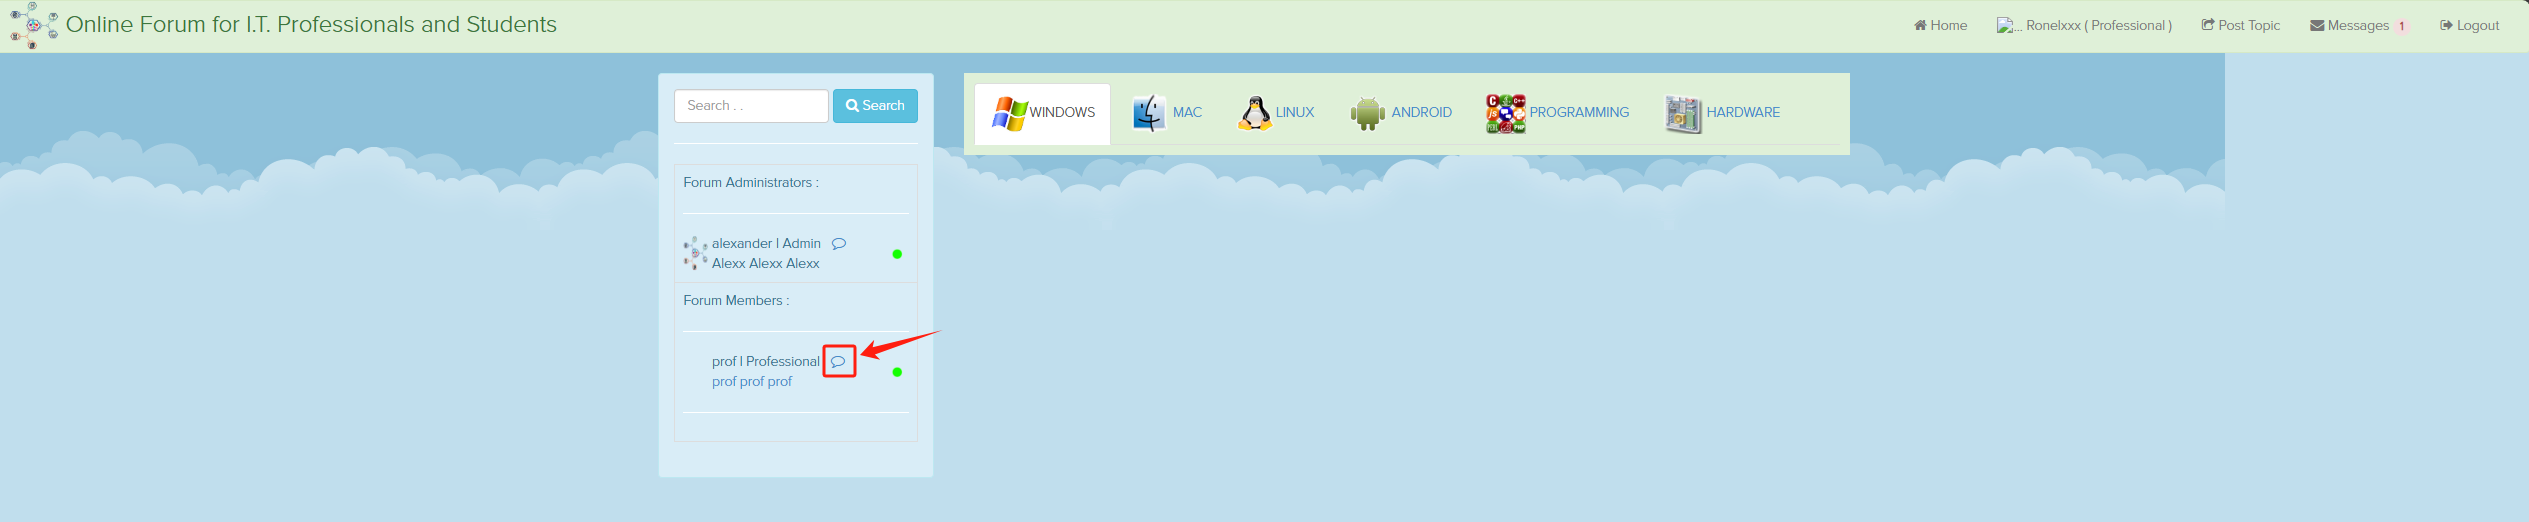 Online Forum for I.T. Professionals and Students
Home
... Ronelxxx ( Professional )
Post Topic
Messages 1
Logout
Search . .
Search
WINDOWS
MAC
LINUX
ANDROID
PROGRAMMING
HARDWARE
Forum Administrators :
alexander | Admin
Alexx Alexx Alexx
Forum Members :
prof | Professional
prof prof prof